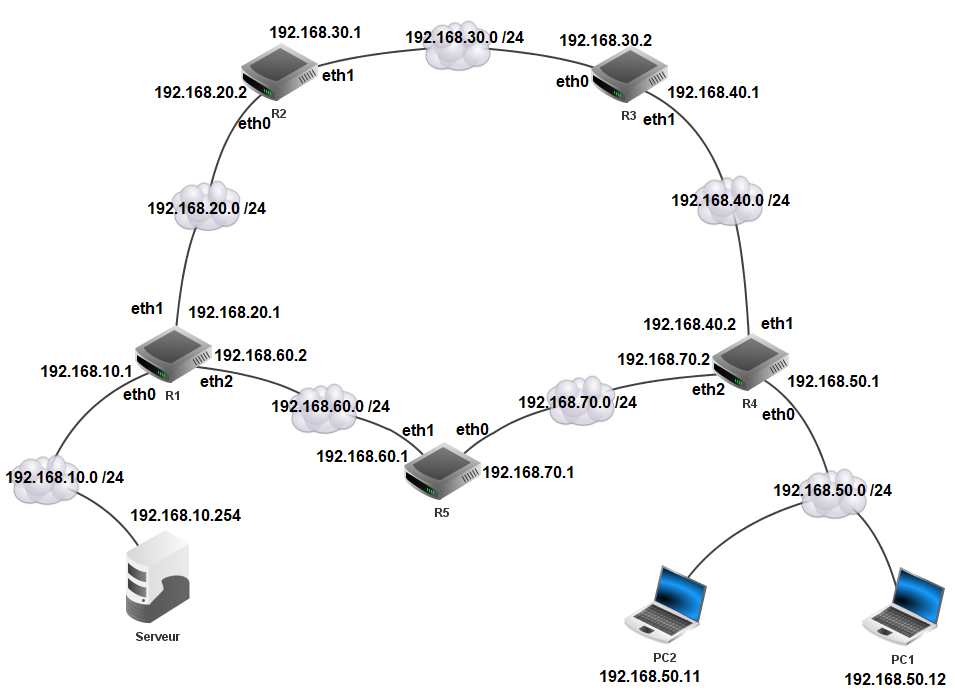 192.168.30.1
192.168.30.0 /24
192.168.30.2
eth1
eth0
192.168.20.2
192.168.40.1
R2
R3
eth0
eth1
192.168.20.0 /24
192.168.40.0 /24
eth1
192.168.20.1
192.168.40.2
eth1
192.168.60.2
192.168.70.2
192.168.10.1
eth2
eth2
192.168.50.1
eth0
R1
R4
192.168.60.0 /24
192.168.70.0 /24
eth0
eth1
eth0
192.168.60.1
192.168.70.1
192.168.10.0 /24
192.168.50.0 /24
R5
192.168.10.254
Serveur
PC2
PC1
192.168.50.11
192.168.50.12